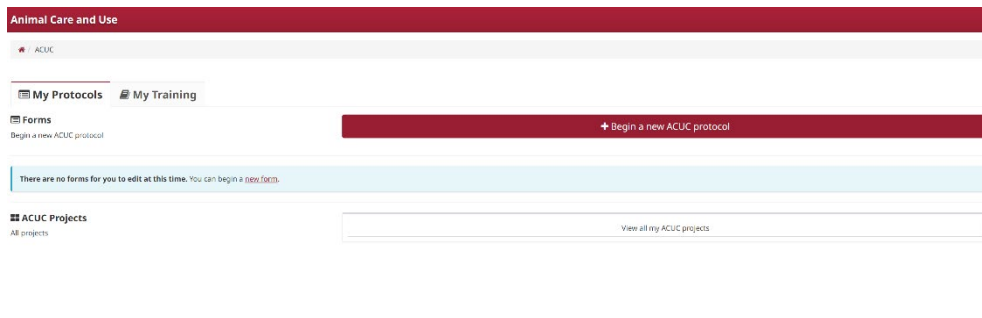 Animal Care and Use
/ ACUC
My Protocols My Training
Forms
Begin a new ACUC protocol
+ Begin a new ACUC protocol
There are no forms for you to edit at this time. You can begin a new form.
ACUC Projects
All projects
View all my ACUC projects